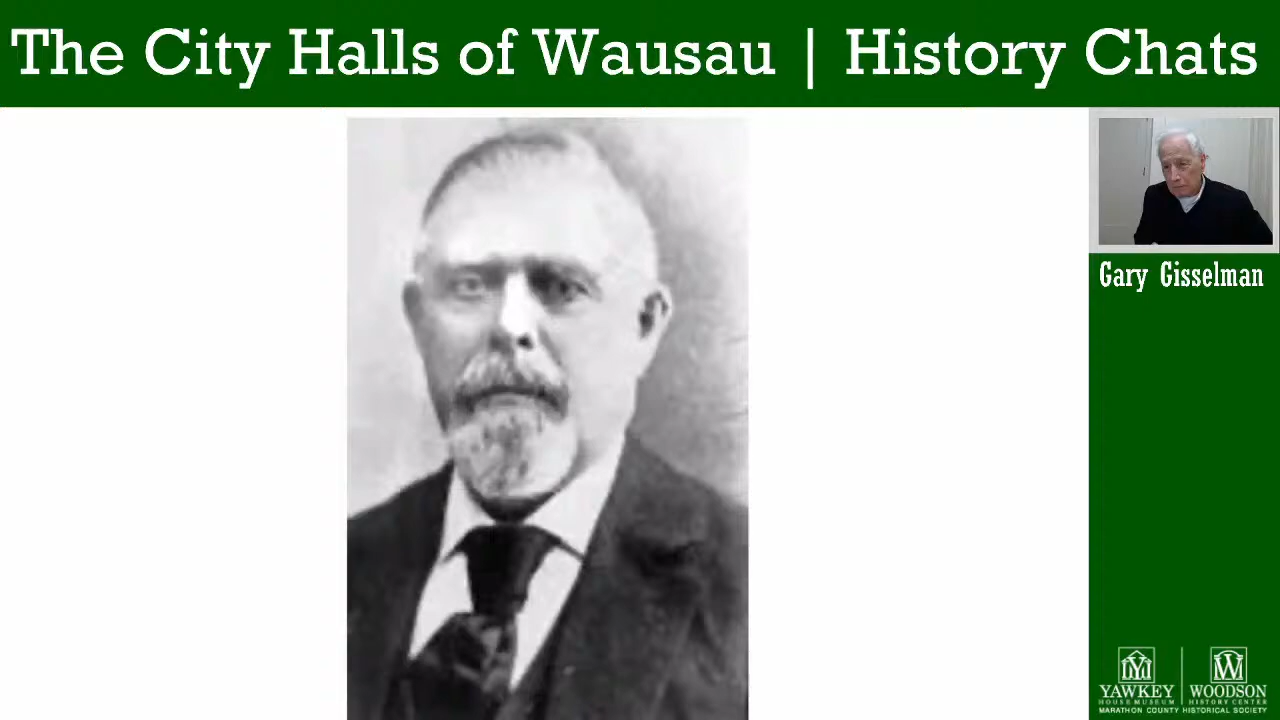 The City Halls of Wausau | History Chats
Gary Gisselman
YAWKEY
HOUSE MUSEUM
WOODSON
HISTORY CENTER
MARATHON COUNTY HISTORICAL SOCIETY